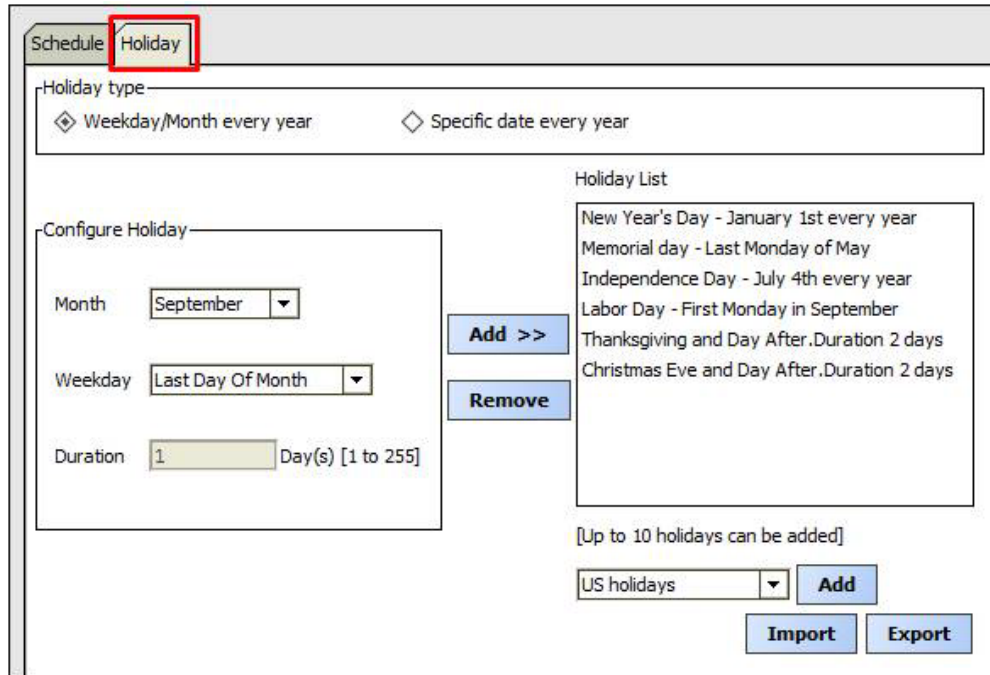 Schedule Holiday
Holiday type
Weekday/Month every year Specific date every year
Configure Holiday
Month September
Weekday Last Day Of Month
Duration 1 Day(s) [1 to 255]
Add >>
Remove
Holiday List
New Year's Day - January 1st every year
Memorial day - Last Monday of May
Independence Day - July 4th every year
Labor Day - First Monday in September
Thanksgiving and Day After.Duration 2 days
Christmas Eve and Day After.Duration 2 days
[Up to 10 holidays can be added]
US holidays Add
Import Export